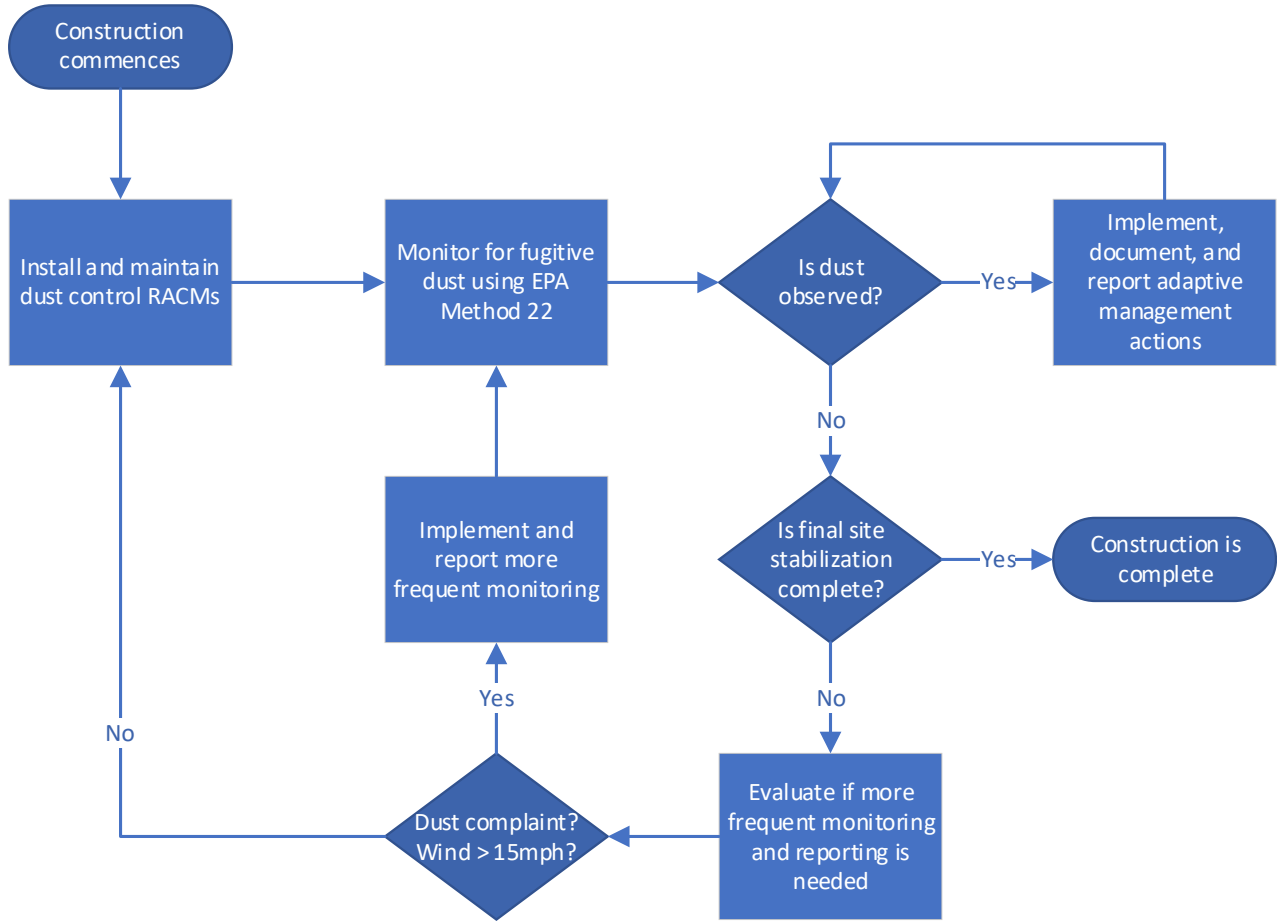 Construction
commences
Install and maintain
dust control RACMs
Monitor for fugitive
dust using EPA
Method 22
Is dust
observed?
Yes
Implement,
document, and
report adaptive
management
actions
No
Is final site
stabilization
complete?
Yes
Construction is
complete
No
Evaluate if more
frequent monitoring
and reporting is
needed
Dust complaint?
Wind > 15mph?
Yes
Implement and
report more
frequent monitoring
No